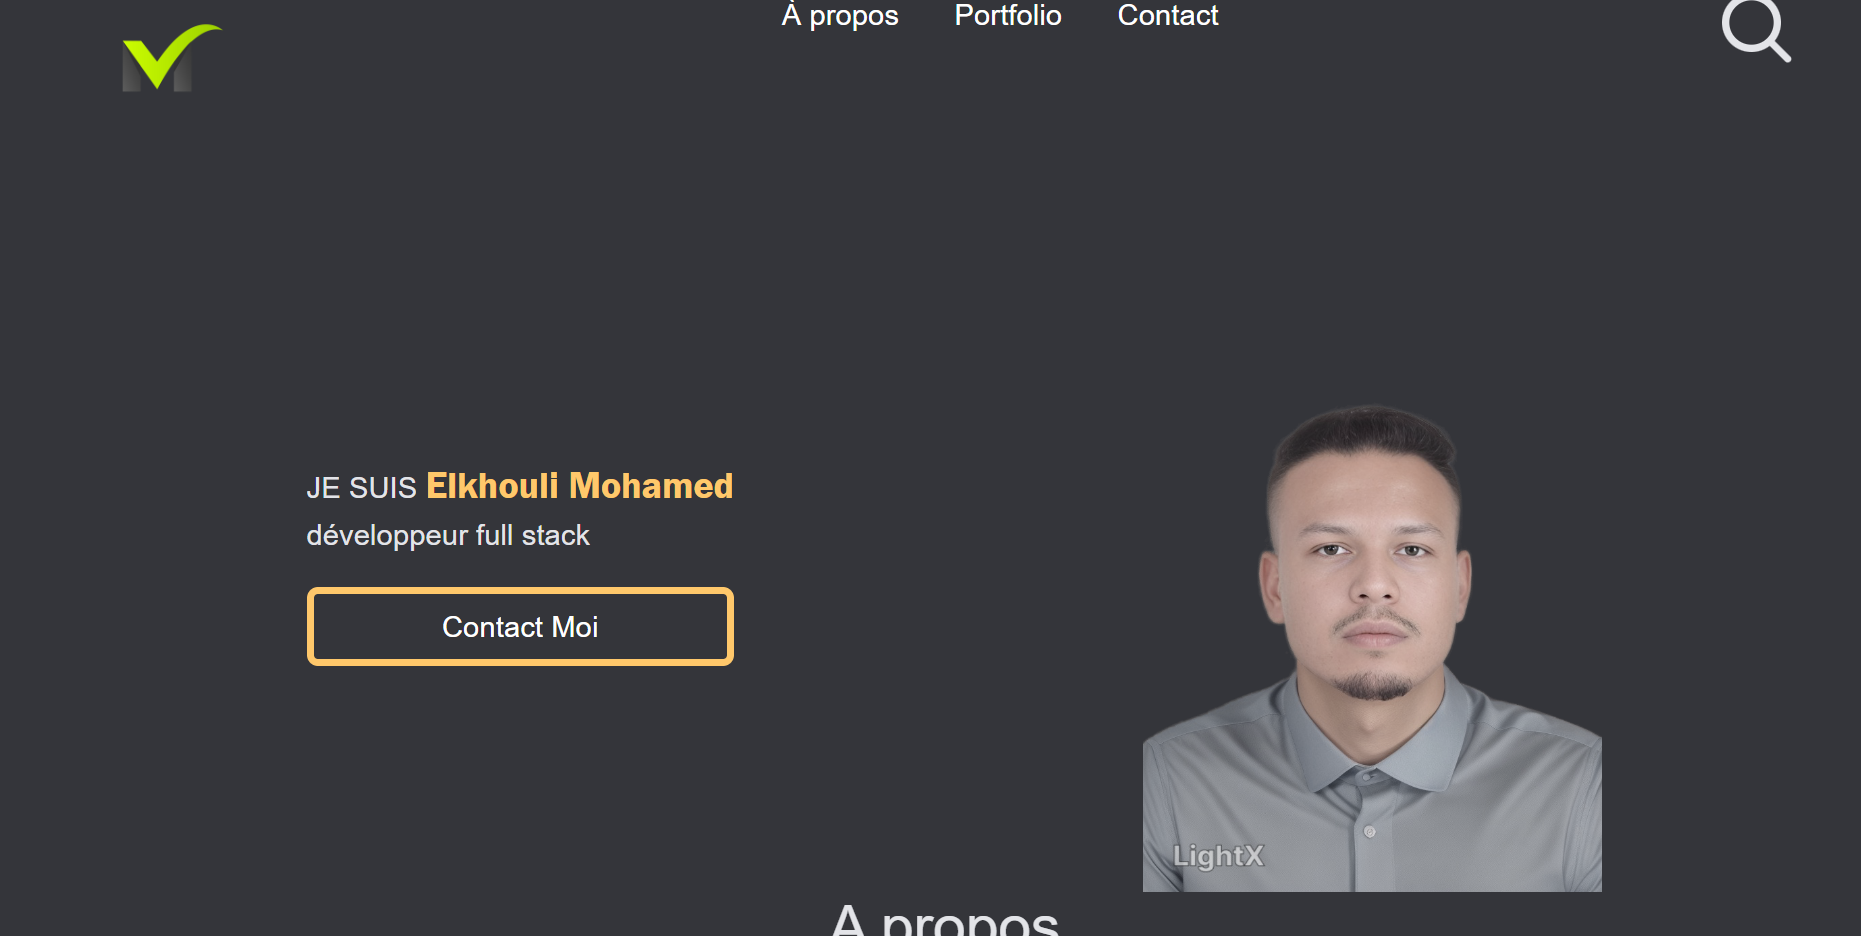 À propos
Portfolio
Contact
JE SUIS Elkhouli Mohamed
développeur full stack
Contact Moi
LightX
A propos